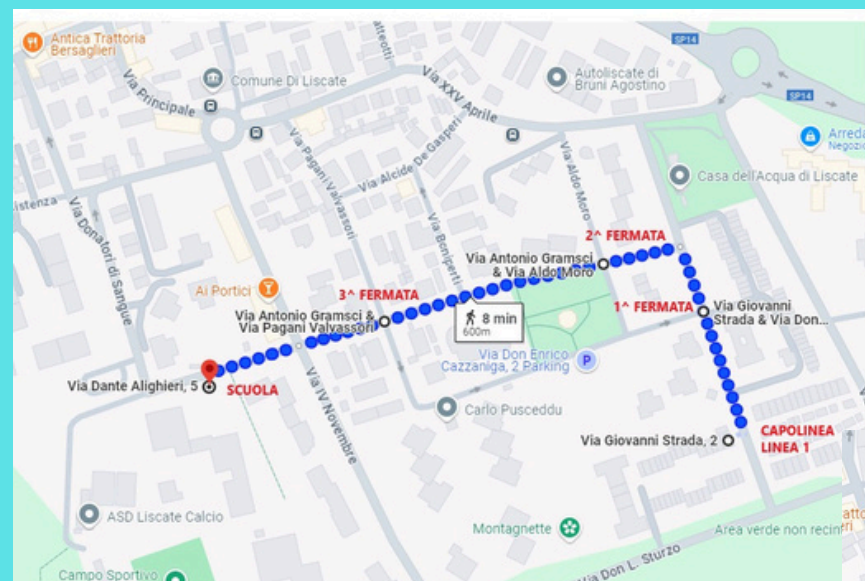 Antica Trattoria
Bersaglieri
Via Principale
Comune Di Liscate
Via XXV Aprile
Autoliscate di
Bruni Agostino
SP14
SP14
Casa dell'Acqua di Liscate
Via Donatori di Sangue
Via Pagani Valvassori
Via Alcide De Gasperi
Via Boniperti
Via Aldo Moro
2^ FERMATA
Via Antonio Gramsci
& Via Aldo Moro
Ai Portici
3^ FERMATA
Via Antonio Gramsci &
Via Pagani Valvassori
1^ FERMATA
Via Giovanni
Strada & Via Don...
8 min
600m
Via Don Enrico
Cazzaniga, 2 Parking
P
Via Dante Alighieri, 5
SCUOLA
Via IV Novembre
Carlo Pusceddu
Via Giovanni Strada, 2
CAPOLINEA
LINEA 1
ASD Liscate Calcio
Montagnette
Area verde non recin
Via Don L. Sturzo
Campo Sportivo